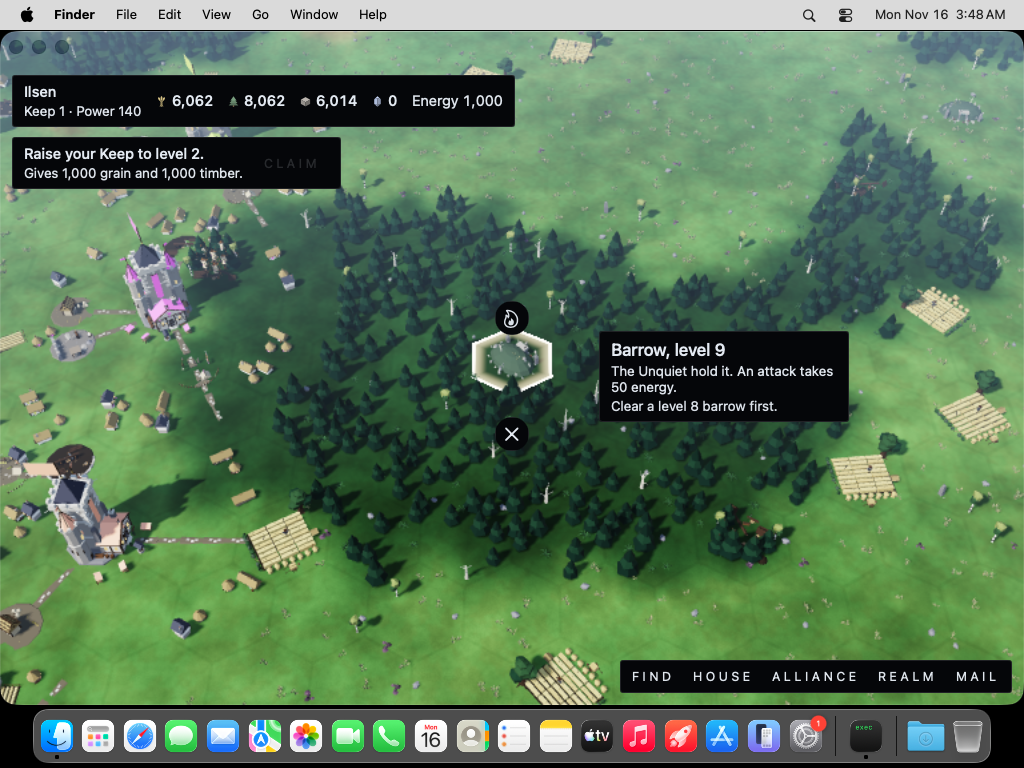 Finder File Edit View Go Window Help Mon Nov 16 3:48 AM
Ilsen
Keep 1 · Power 140
6,062 8,062 6,014 0 Energy 1,000
Raise your Keep to level 2.
Gives 1,000 grain and 1,000 timber.
CLAIM
Barrow, level 9
The Unquiet hold it. An attack takes
50 energy.
Clear a level 8 barrow first.
FIND HOUSE ALLIANCE REALM MAIL
Mon
16
tv
1
exec